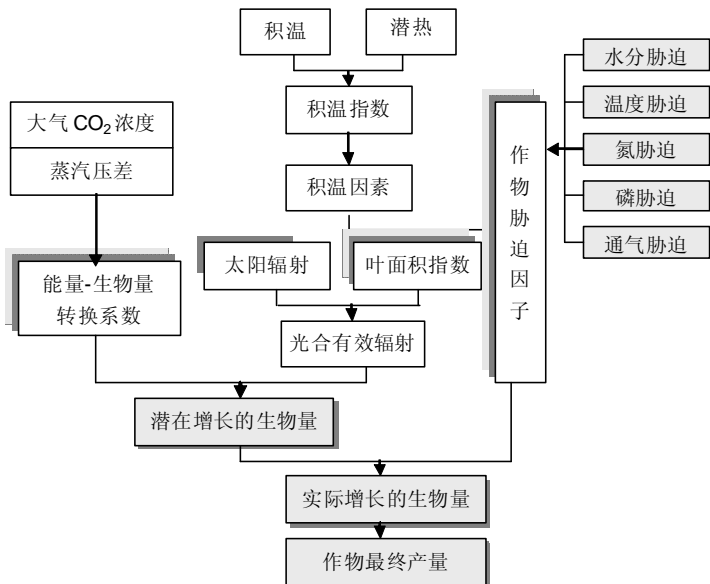 积温
潜热
水分胁迫
温度胁迫
氮胁迫
磷胁迫
通气胁迫
大气 CO₂浓度
蒸汽压差
积温指数
积温因素
作物胁迫因子
太阳辐射
叶面积指数
能量-生物量
转换系数
光合有效辐射
潜在增长的生物量
实际增长的生物量
作物最终产量